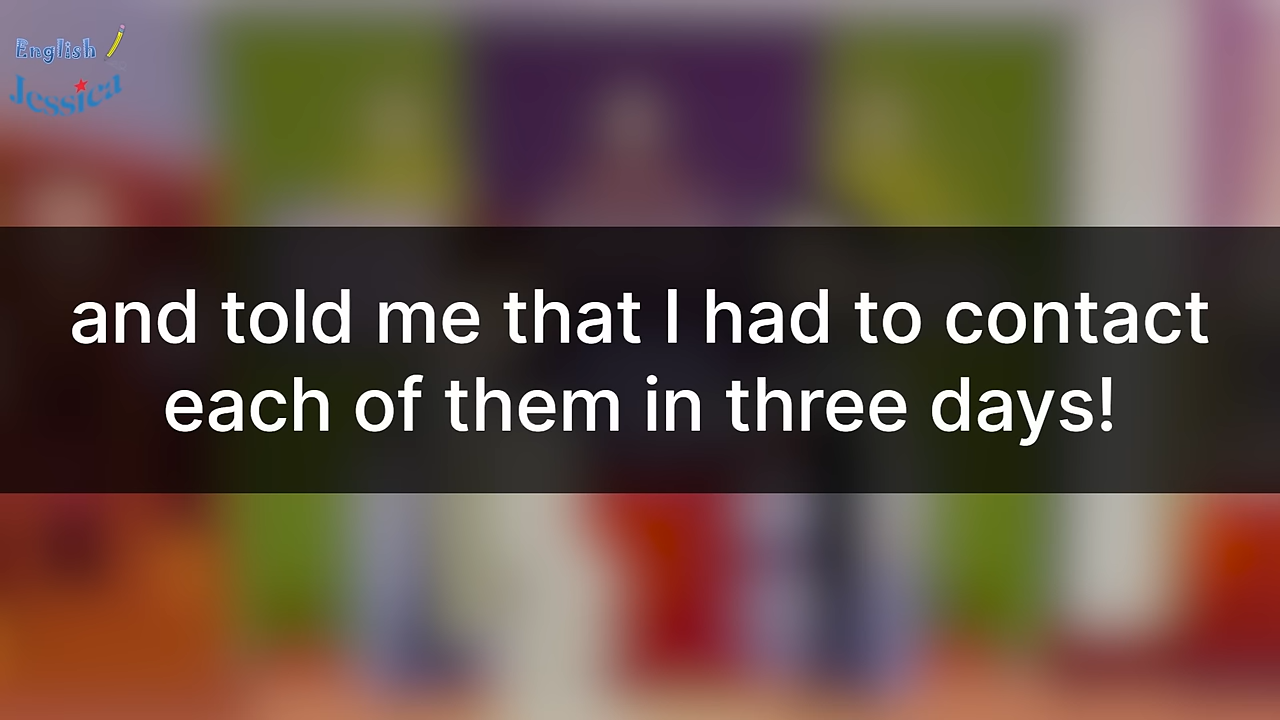 English
Jessica
and told me that I had to contact
each of them in three days!